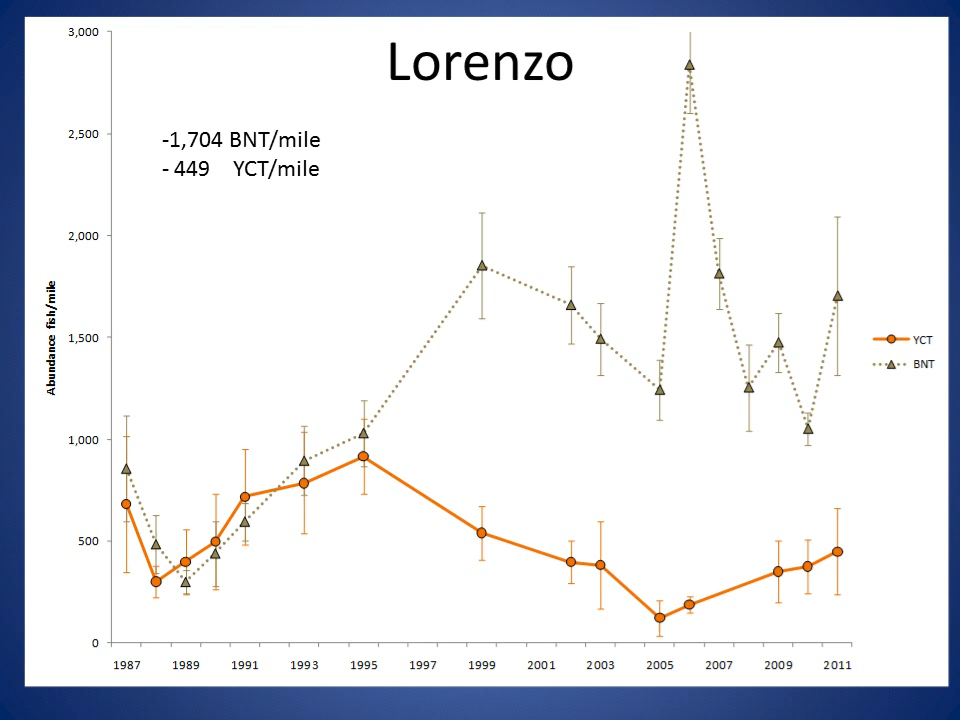 Lorenzo
-1,704 BNT/mile
- 449 YCT/mile
Abundance fish/mile
3,000
2,500
2,000
1,500
1,000
500
0
1987 1989 1991 1993 1995 1997 1999 2001 2003 2005 2007 2009 2011
YCT
BNT